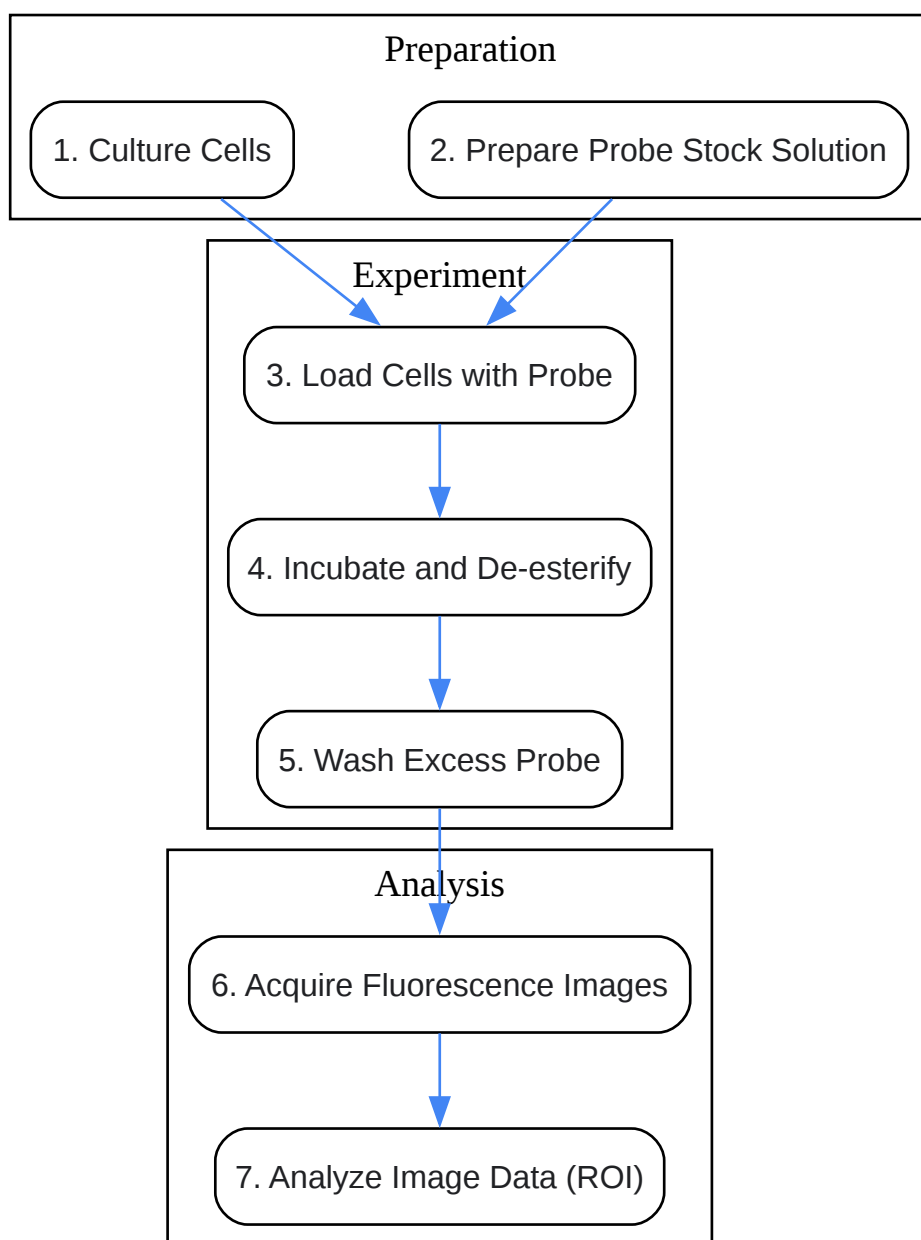 Preparation
1. Culture Cells
2. Prepare Probe Stock Solution
Experiment
3. Load Cells with Probe
4. Incubate and De-esterify
5. Wash Excess Probe
Analysis
6. Acquire Fluorescence Images
7. Analyze Image Data (ROI)